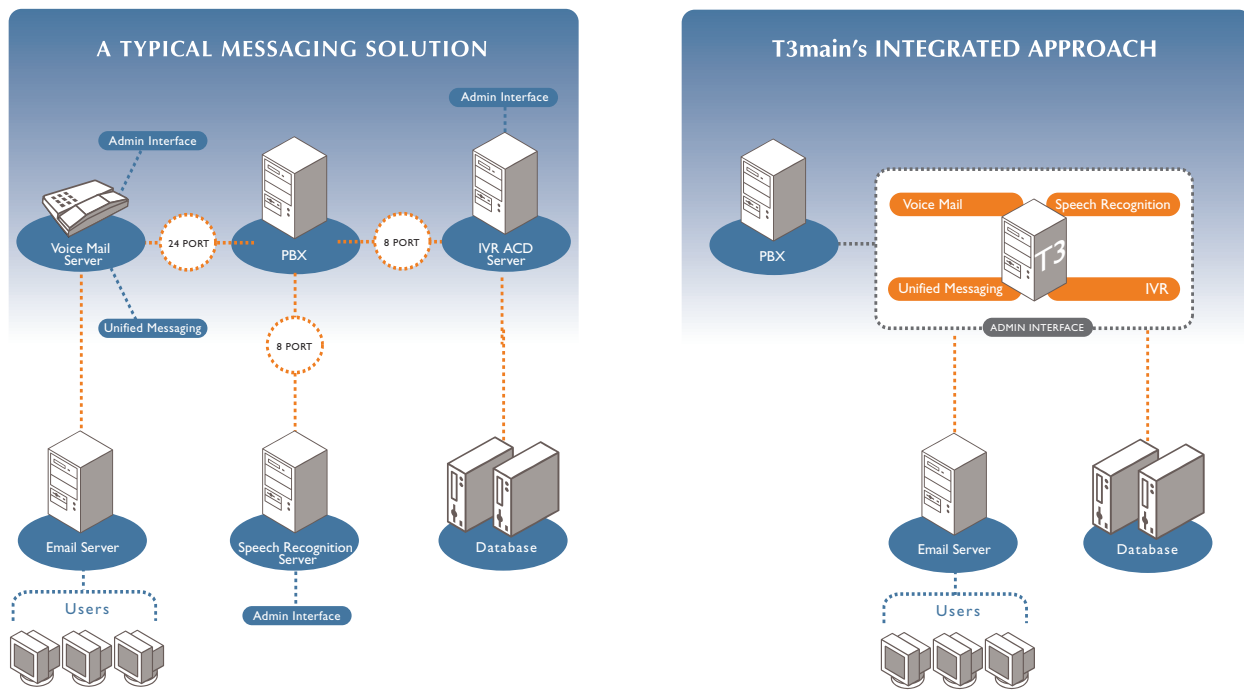 A TYPICAL MESSAGING SOLUTION
Admin Interface
Admin Interface
Voice Mail
Server
24 PORT
PBX
8 PORT
IVR ACD
Server
Unified Messaging
8 PORT
Email Server
Speech Recognition
Server
Database
Users
Admin Interface
T3main's INTEGRATED APPROACH
PBX
Voice Mail
Speech Recognition
T3
Unified Messaging
IVR
ADMIN INTERFACE
Email Server
Database
Users